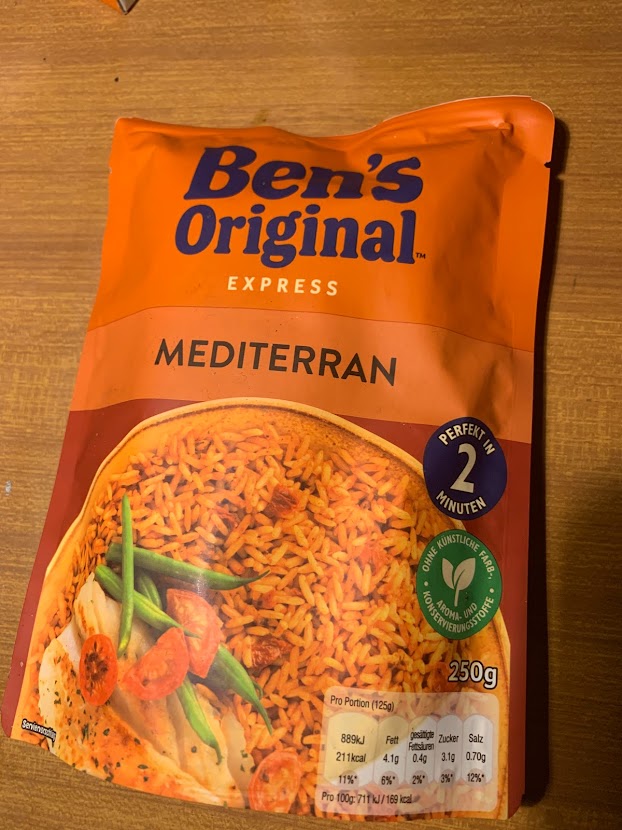 Ben's
Original™
EXPRESS
MEDITERRAN
PERFEKT IN
2
MINUTEN
OHNE KÜNSTLICHE FARB-,
AROMA- UND
KONSERVIERUNGSSTOFFE
250g
Serviervorschlag
Pro Portion (125g)
889kJ
211kcal
11%*
Fett
4.1g
6%*
gesättigte
Fettsäuren
0.4g
2%*
Zucker
3.1g
3%*
Salz
0.70g
12%*
Pro 100g: 711 kJ / 169 kcal